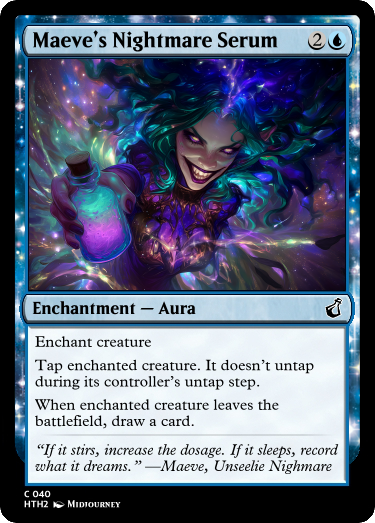 Maeve's Nightmare Serum 2
Enchantment — Aura
Enchant creature
Tap enchanted creature. It doesn't untap
during its controller's untap step.
When enchanted creature leaves the
battlefield, draw a card.
"If it stirs, increase the dosage. If it sleeps, record
what it dreams." —Maeve, Unseelie Nighmare
C 040
HTH2 Midjourney